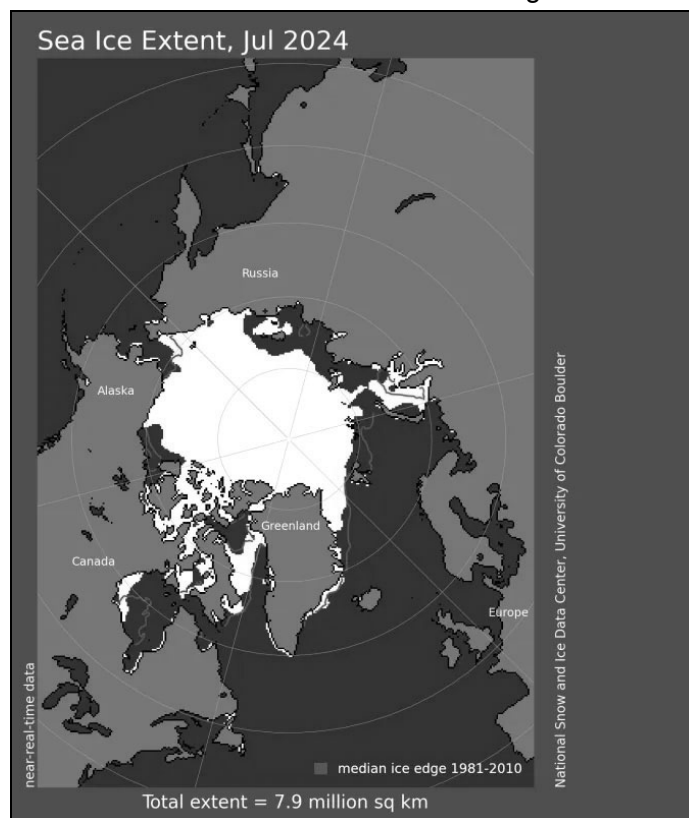 Sea Ice Extent, Jul 2024
Russia
Alaska
Greenland
Canada
Europe
near-real-time data
National Snow and Ice Data Center, University of Colorado Boulder
median ice edge 1981-2010
Total extent = 7.9 million sq km